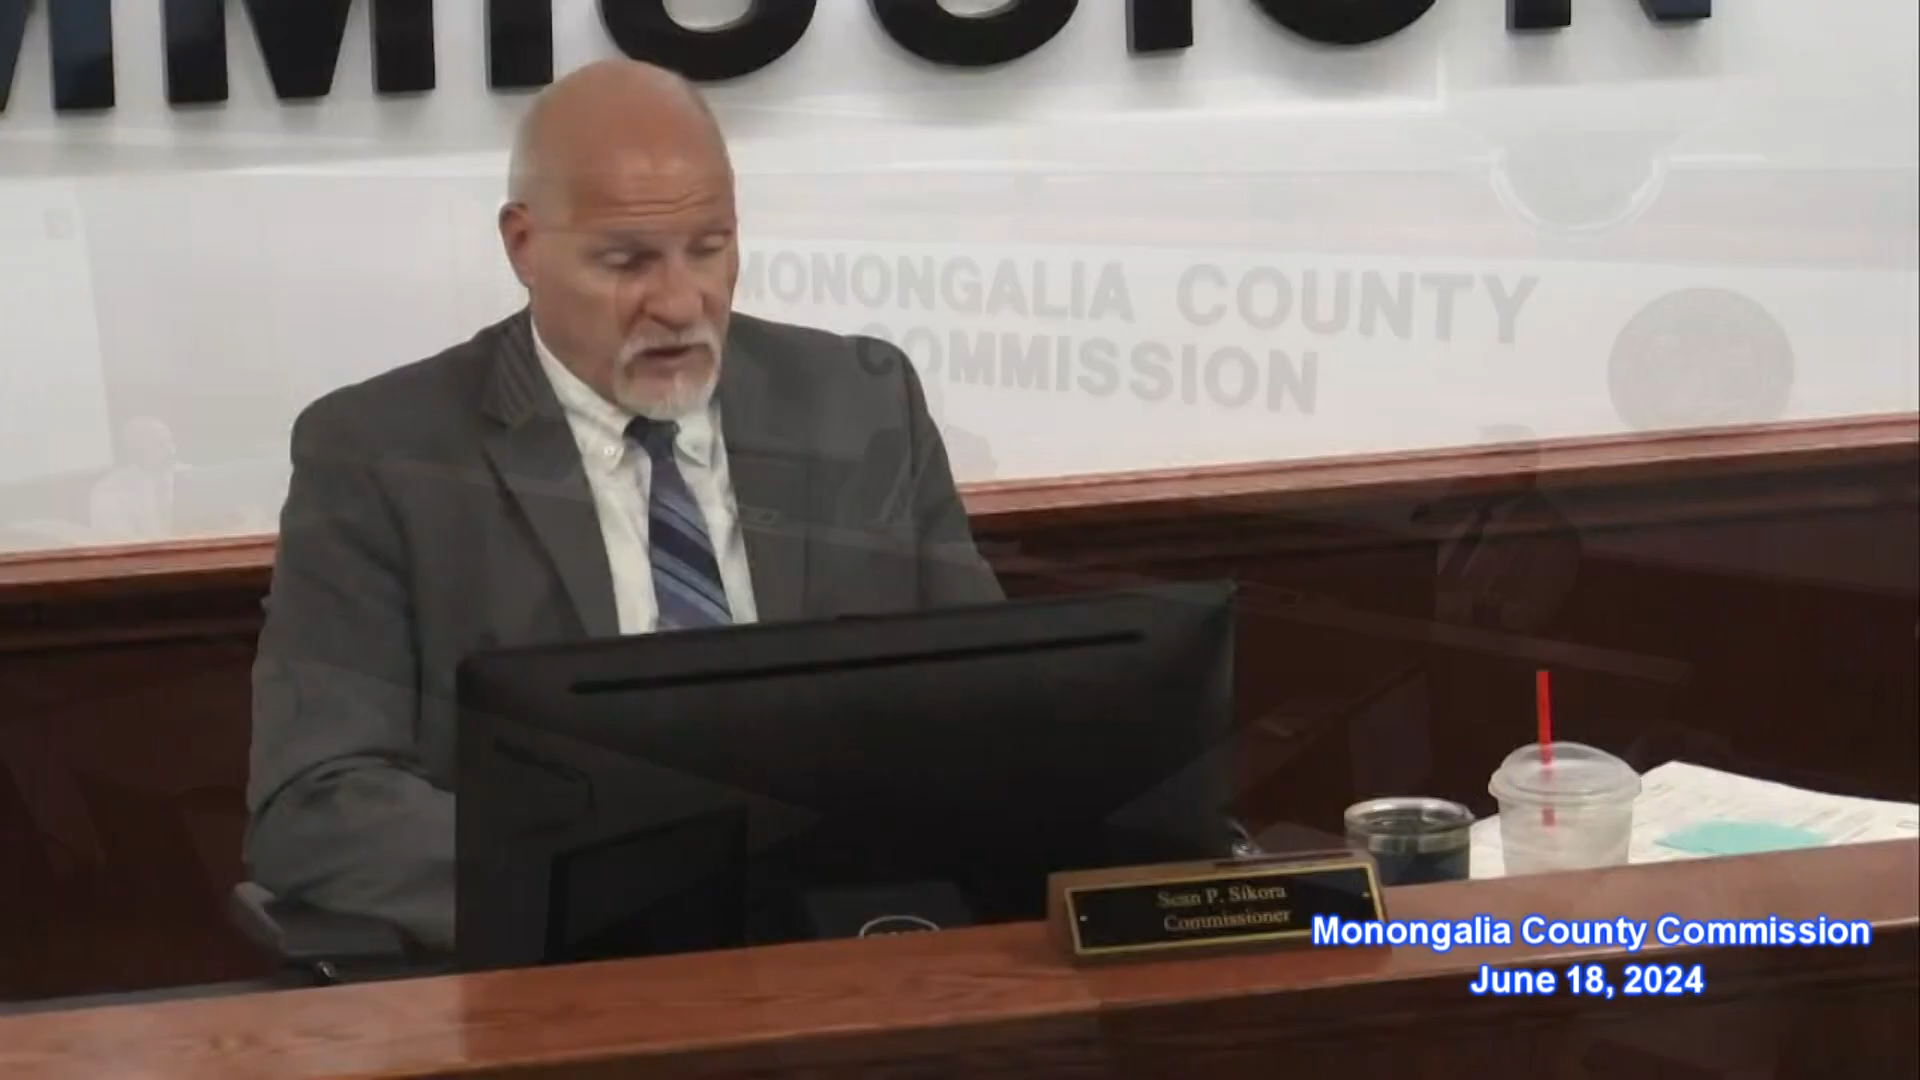 MMISSION
MONONGALIA COUNTY
COMMISSION
Sean P. Sikora
Commissioner
Monongalia County Commission
June 18, 2024